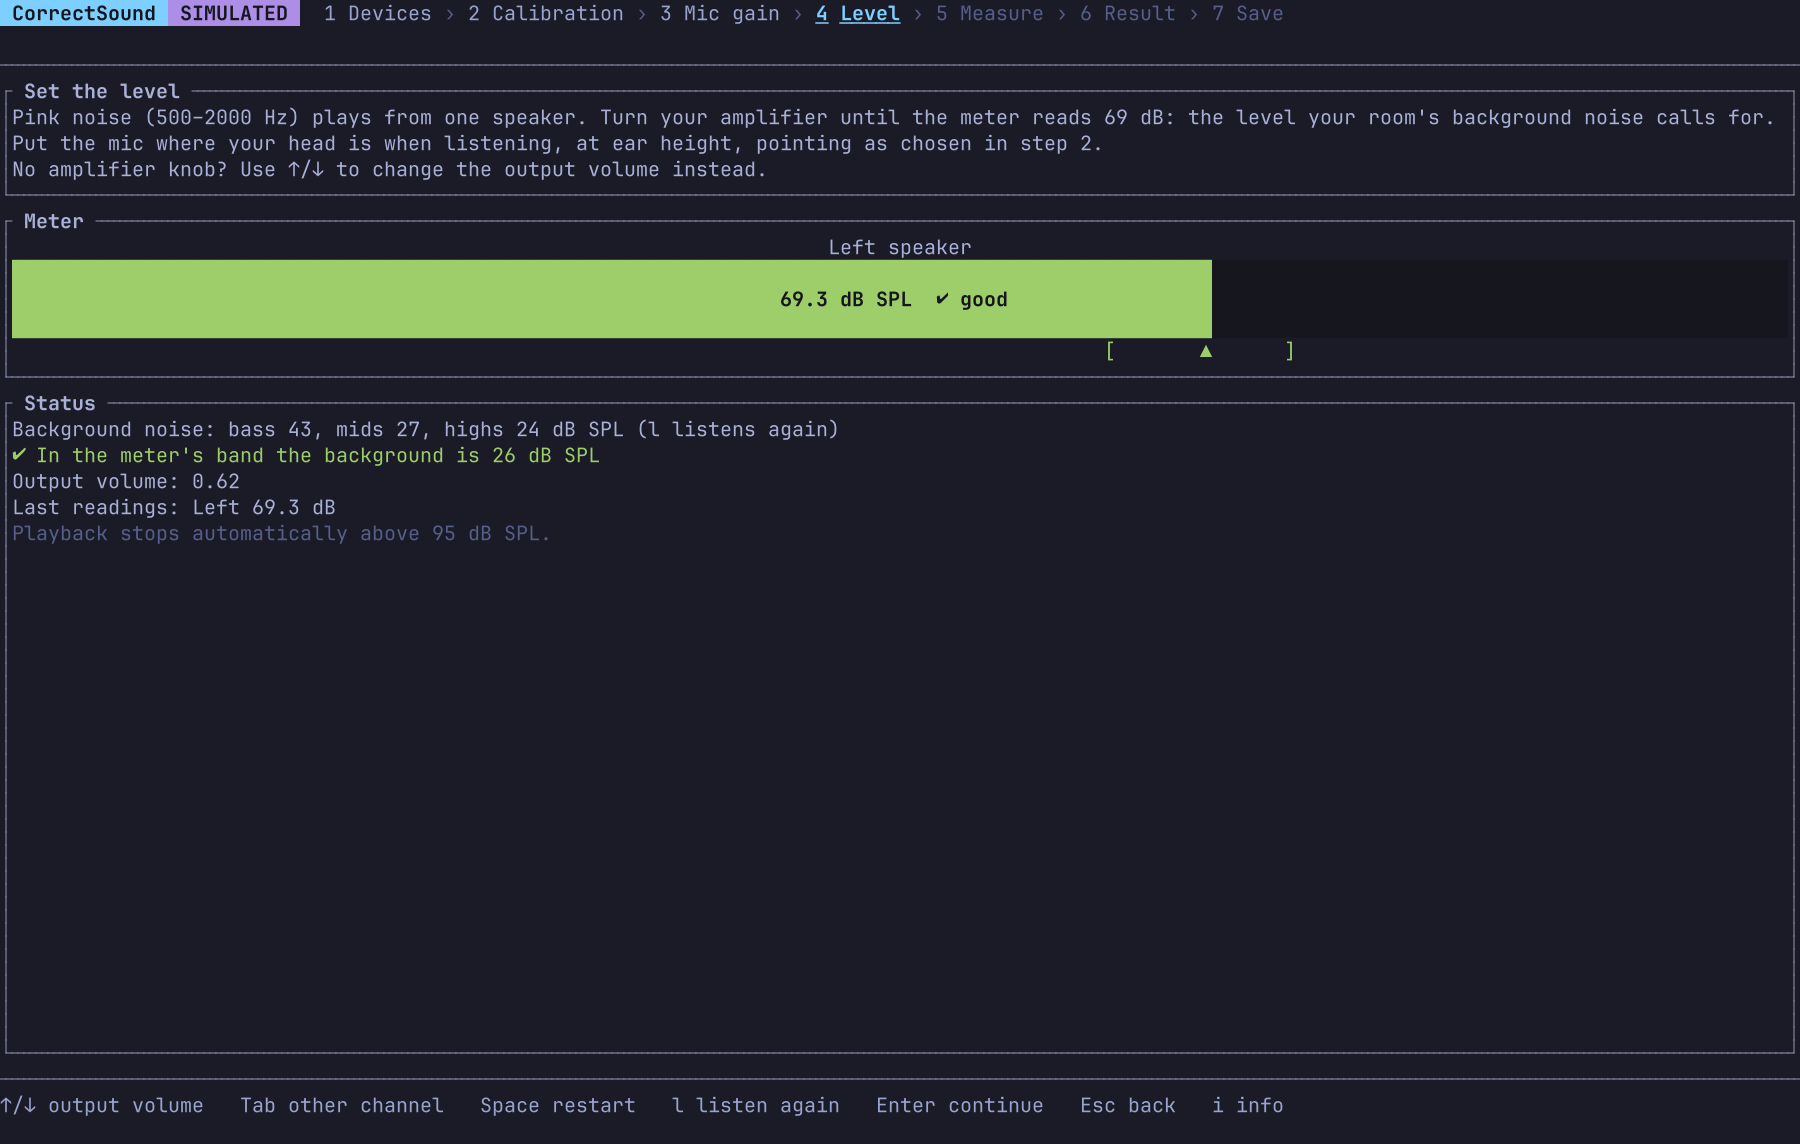 CorrectSound SIMULATED 1 Devices › 2 Calibration › 3 Mic gain › 4 Level › 5 Measure › 6 Result › 7 Save
Set the level
Pink noise (500–2000 Hz) plays from one speaker. Turn your amplifier until the meter reads 69 dB: the level your room's background noise calls for.
Put the mic where your head is when listening, at ear height, pointing as chosen in step 2.
No amplifier knob? Use ↑/↓ to change the output volume instead.
Meter
Left speaker
69.3 dB SPL ✔ good
[ ▲ ]
Status
Background noise: bass 43, mids 27, highs 24 dB SPL (l listens again)
✔ In the meter's band the background is 26 dB SPL
Output volume: 0.62
Last readings: Left 69.3 dB
Playback stops automatically above 95 dB SPL.
↑/↓ output volume Tab other channel Space restart l listen again Enter continue Esc back i info